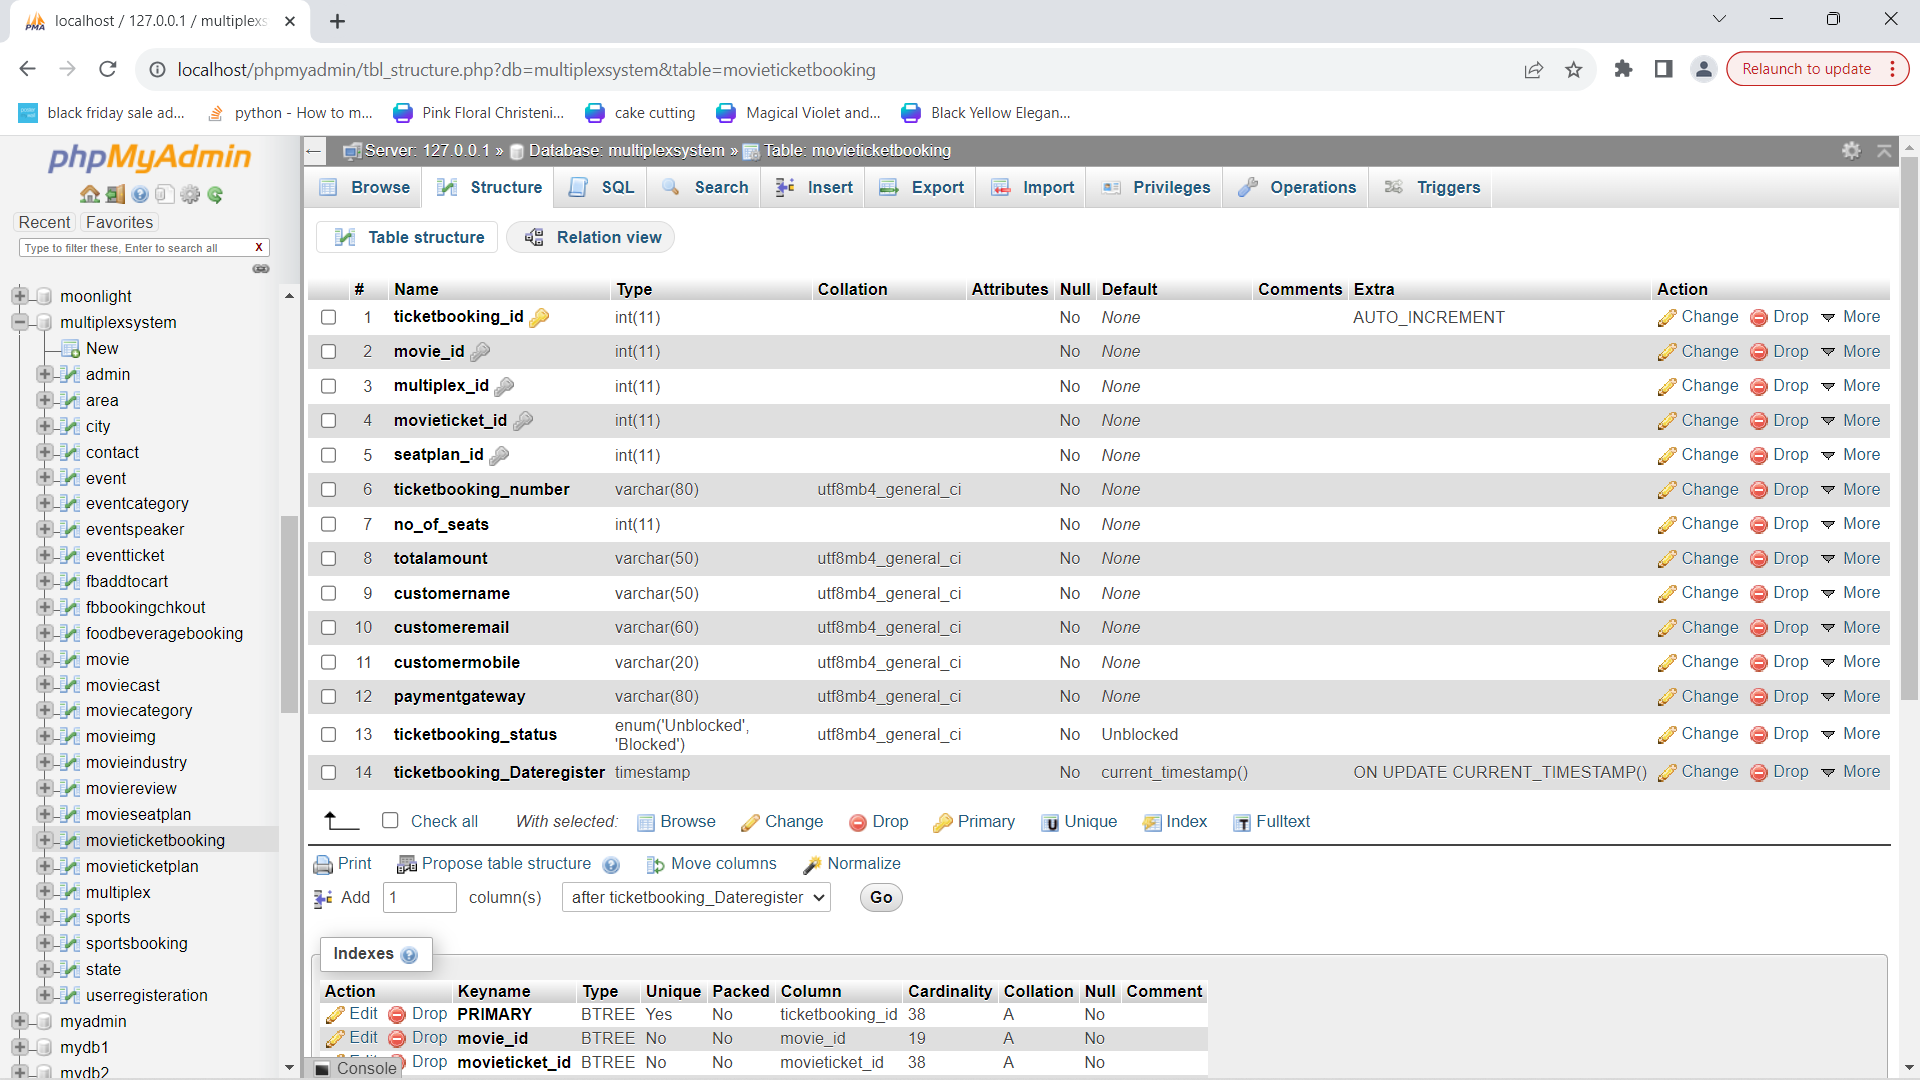 localhost / 127.0.0.1 / multiplexs
localhost/phpmyadmin/tbl_structure.php?db=multiplexsystem&table=movieticketbooking
Relaunch to update
black friday sale ad...
python - How to m...
Pink Floral Christeni...
cake cutting
Magical Violet and...
Black Yellow Elegan...
phpMyAdmin
Recent Favorites
Type to filter these, Enter to search all X
moonlight
multiplexsystem
New
admin
area
city
contact
event
eventcategory
eventspeaker
eventticket
fbaddtocart
fbbookingchkout
foodbeveragebooking
movie
moviecast
moviecategory
movieimg
movieindustry
moviereview
movieseatplan
movieticketbooking
movieticketplan
multiplex
sports
sportsbooking
state
userregisteration
myadmin
mydb1
mydb2
Server: 127.0.0.1 » Database: multiplexsystem » Table: movieticketbooking
Browse Structure SQL Search Insert Export Import Privileges Operations Triggers
Table structure Relation view
# Name Type Collation Attributes Null Default Comments Extra Action
1 ticketbooking_id int(11) No None AUTO_INCREMENT Change Drop More
2 movie_id int(11) No None Change Drop More
3 multiplex_id int(11) No None Change Drop More
4 movieticket_id int(11) No None Change Drop More
5 seatplan_id int(11) No None Change Drop More
6 ticketbooking_number varchar(80) utf8mb4_general_ci No None Change Drop More
7 no_of_seats int(11) No None Change Drop More
8 totalamount varchar(50) utf8mb4_general_ci No None Change Drop More
9 customername varchar(50) utf8mb4_general_ci No None Change Drop More
10 customeremail varchar(60) utf8mb4_general_ci No None Change Drop More
11 customermobile varchar(20) utf8mb4_general_ci No None Change Drop More
12 paymentgateway varchar(80) utf8mb4_general_ci No None Change Drop More
13 ticketbooking_status enum('Unblocked', 'Blocked') utf8mb4_general_ci No Unblocked Change Drop More
14 ticketbooking_Dateregister timestamp No current_timestamp() ON UPDATE CURRENT_TIMESTAMP() Change Drop More
Check all With selected: Browse Change Drop Primary Unique Index Fulltext
Print Propose table structure Move columns Normalize
Add 1 column(s) after ticketbooking_Dateregister Go
Indexes
Action Keyname Type Unique Packed Column Cardinality Collation Null Comment
Edit Drop PRIMARY BTREE Yes No ticketbooking_id 38 A No
Edit Drop movie_id BTREE No No movie_id 19 A No
Drop movieticket_id BTREE No No movieticket_id 38 A No
Console